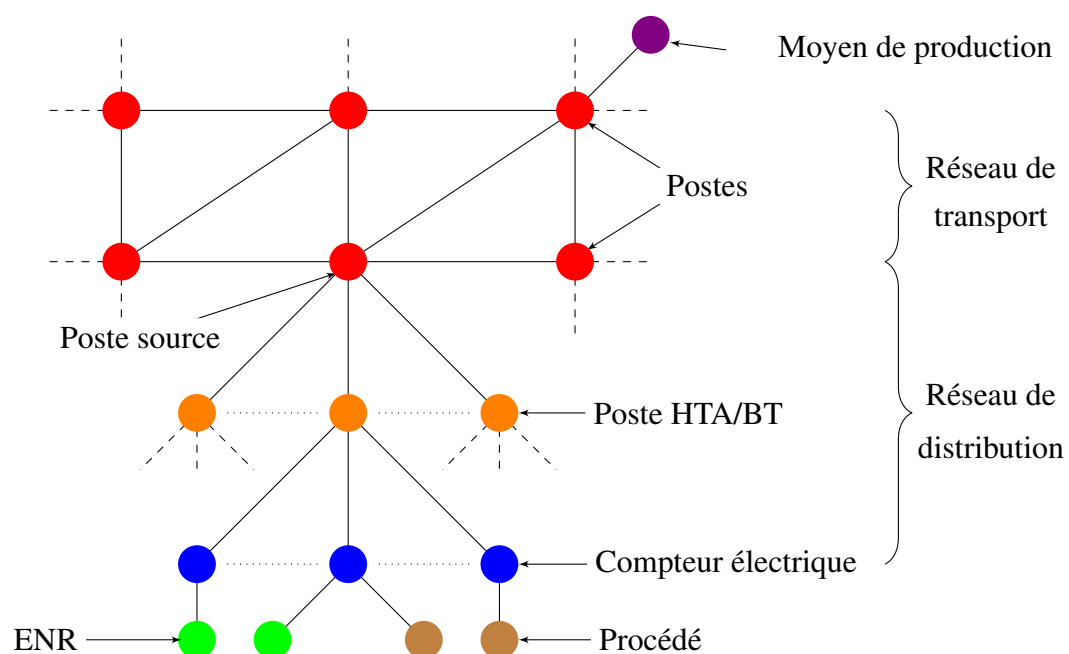 Moyen de production
Réseau de
transport
Postes
Poste source
Poste HTA/BT
Réseau de
distribution
Compteur électrique
ENR
Procédé